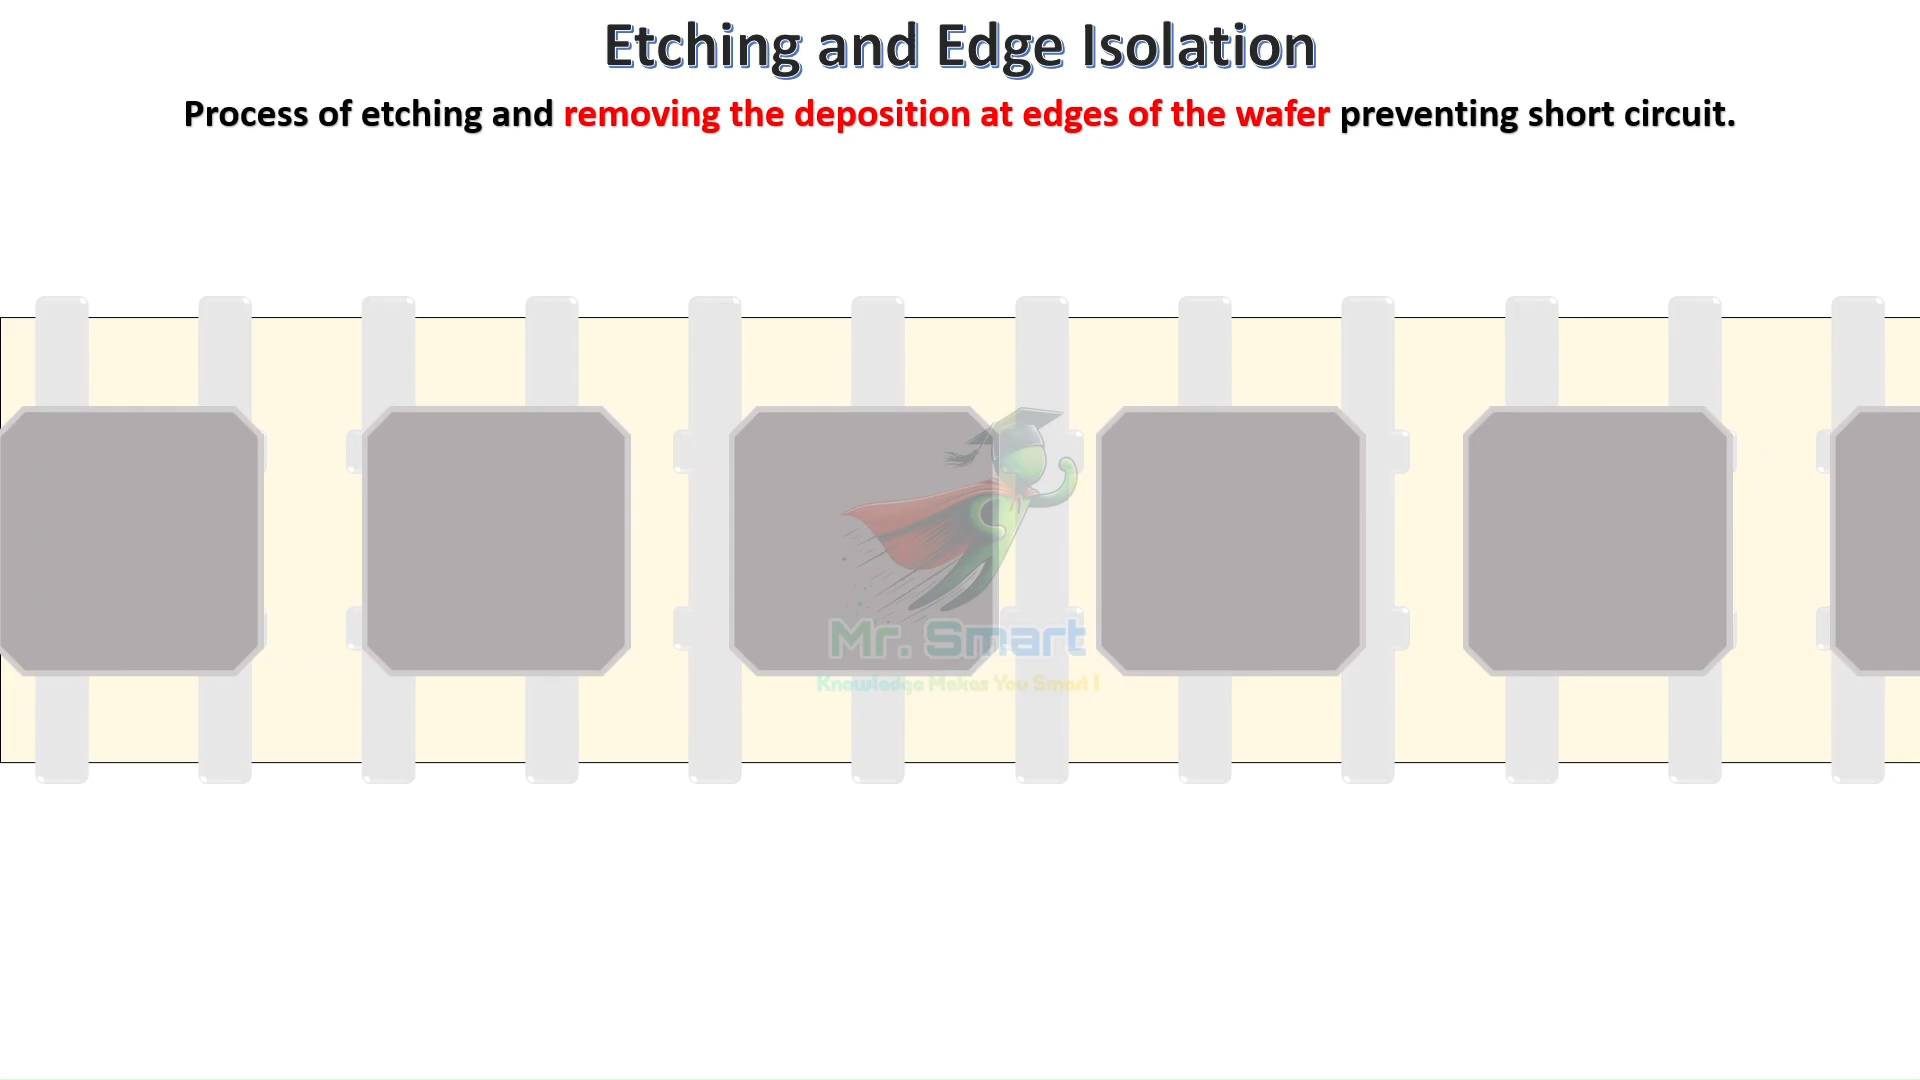 Etching and Edge Isolation
Process of etching and removing the deposition at edges of the wafer preventing short circuit.
Mr. Smart
Knowledge Makes You Smart !